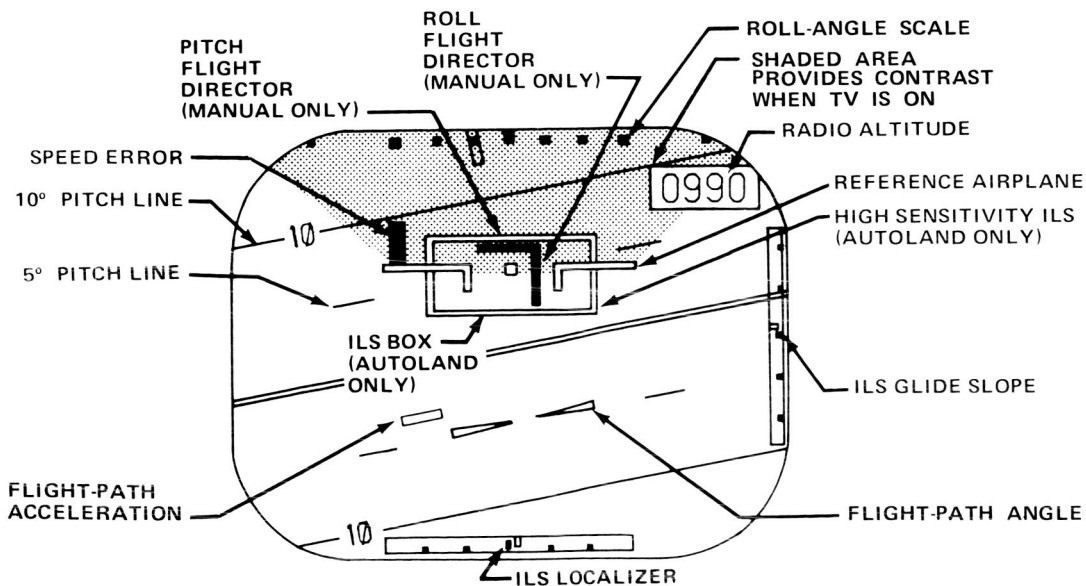 ROLL
FLIGHT
DIRECTOR
(MANUAL ONLY)
PITCH
FLIGHT
DIRECTOR
(MANUAL ONLY)
ROLL-ANGLE SCALE
SHADED AREA
PROVIDES CONTRAST
WHEN TV IS ON
RADIO ALTITUDE
0990
SPEED ERROR
10° PITCH LINE
10
5° PITCH LINE
REFERENCE AIRPLANE
HIGH SENSITIVITY ILS
(AUTOLAND ONLY)
ILS BOX
(AUTOLAND
ONLY)
ILS GLIDE SLOPE
FLIGHT-PATH
ACCELERATION
FLIGHT-PATH ANGLE
10
ILS LOCALIZER